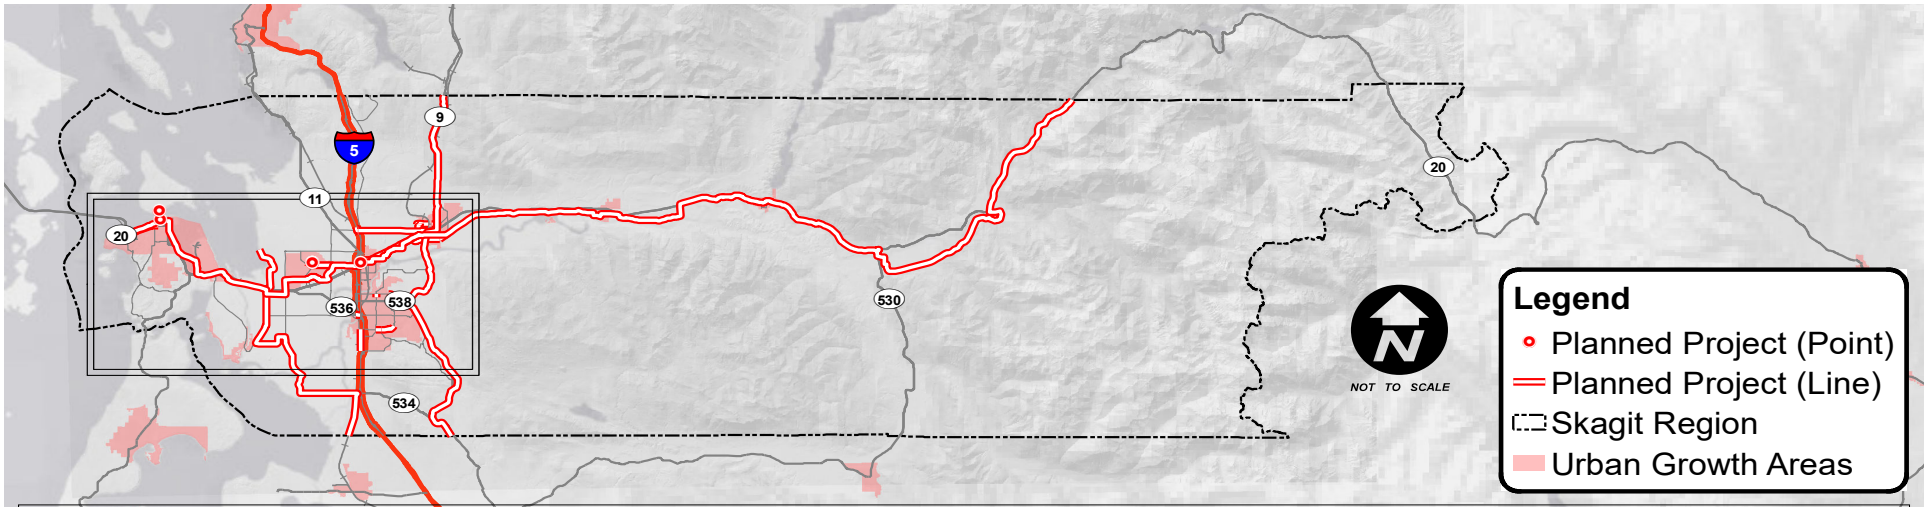 9
5
11
20
20
536
538
530
534
N
NOT TO SCALE
Legend
Planned Project (Point)
Planned Project (Line)
Skagit Region
Urban Growth Areas